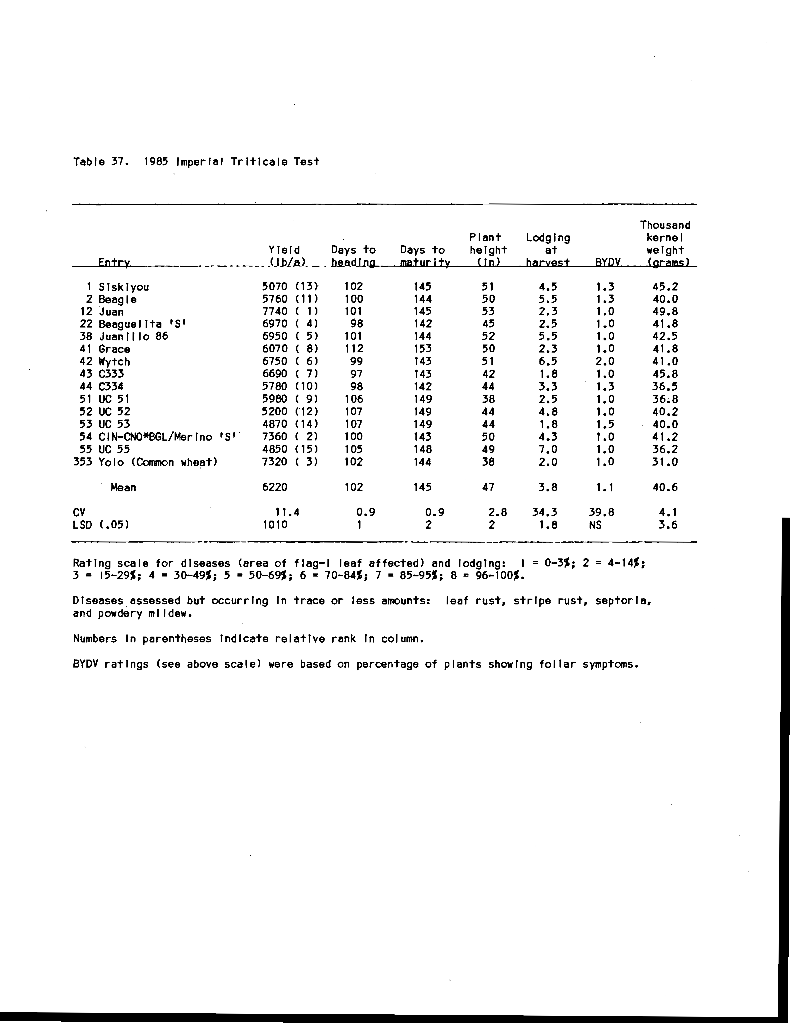 Table 37. 1985 Imperial Triticale Test
Thousand
Plant Lodging kernel
Yield Days to Days to height at weight
Entry (lb/a) heading maturity (in) harvest BYDV (grams)
1 Siskiyou 5070 (13) 102 145 51 4.5 1.3 45.2
2 Beagle 5760 (11) 100 144 50 5.5 1.3 40.0
12 Juan 7740 ( 1) 101 145 53 2.3 1.0 49.8
22 Beaguelita 'S' 6970 ( 4) 98 142 45 2.5 1.0 41.8
38 Juanillo 86 6950 ( 5) 101 144 52 5.5 1.0 42.5
41 Grace 6070 ( 8) 112 153 50 2.3 1.0 41.8
42 Wytch 6750 ( 6) 99 143 51 6.5 2.0 41.0
43 C333 6690 ( 7) 97 143 42 1.8 1.0 45.8
44 C334 5780 (10) 98 142 44 3.3 1.3 36.5
51 UC 51 5980 ( 9) 106 149 38 2.5 1.0 36.8
52 UC 52 5200 (12) 107 149 44 4.8 1.0 40.2
53 UC 53 4870 (14) 107 149 44 1.8 1.5 40.0
54 CIN-CNO*BGL/Merino 'S' 7360 ( 2) 100 143 50 4.3 1.0 41.2
55 UC 55 4850 (15) 105 148 49 7.0 1.0 36.2
353 Yolo (Common wheat) 7320 ( 3) 102 144 38 2.0 1.0 31.0
Mean 6220 102 145 47 3.8 1.1 40.6
CV 11.4 0.9 0.9 2.8 34.3 39.8 4.1
LSD (.05) 1010 1 2 2 1.8 NS 3.6
Rating scale for diseases (area of flag-1 leaf affected) and lodging: 1 = 0-3%; 2 = 4-14%;
3 = 15-29%; 4 = 30-49%; 5 = 50-69%; 6 = 70-84%; 7 = 85-95%; 8 = 96-100%.
Diseases assessed but occurring in trace or less amounts: leaf rust, stripe rust, septoria,
and powdery mildew.
Numbers in parentheses indicate relative rank in column.
BYDV ratings (see above scale) were based on percentage of plants showing foliar symptoms.